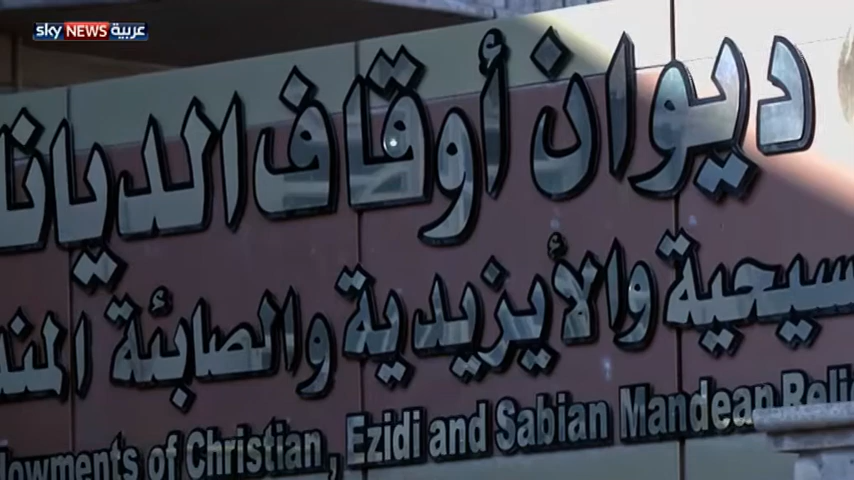 sky NEWS عربية
ديوان أوقاف
والأيزيدية والصابئة
of Christian, Ezidi and Sabian Mandean